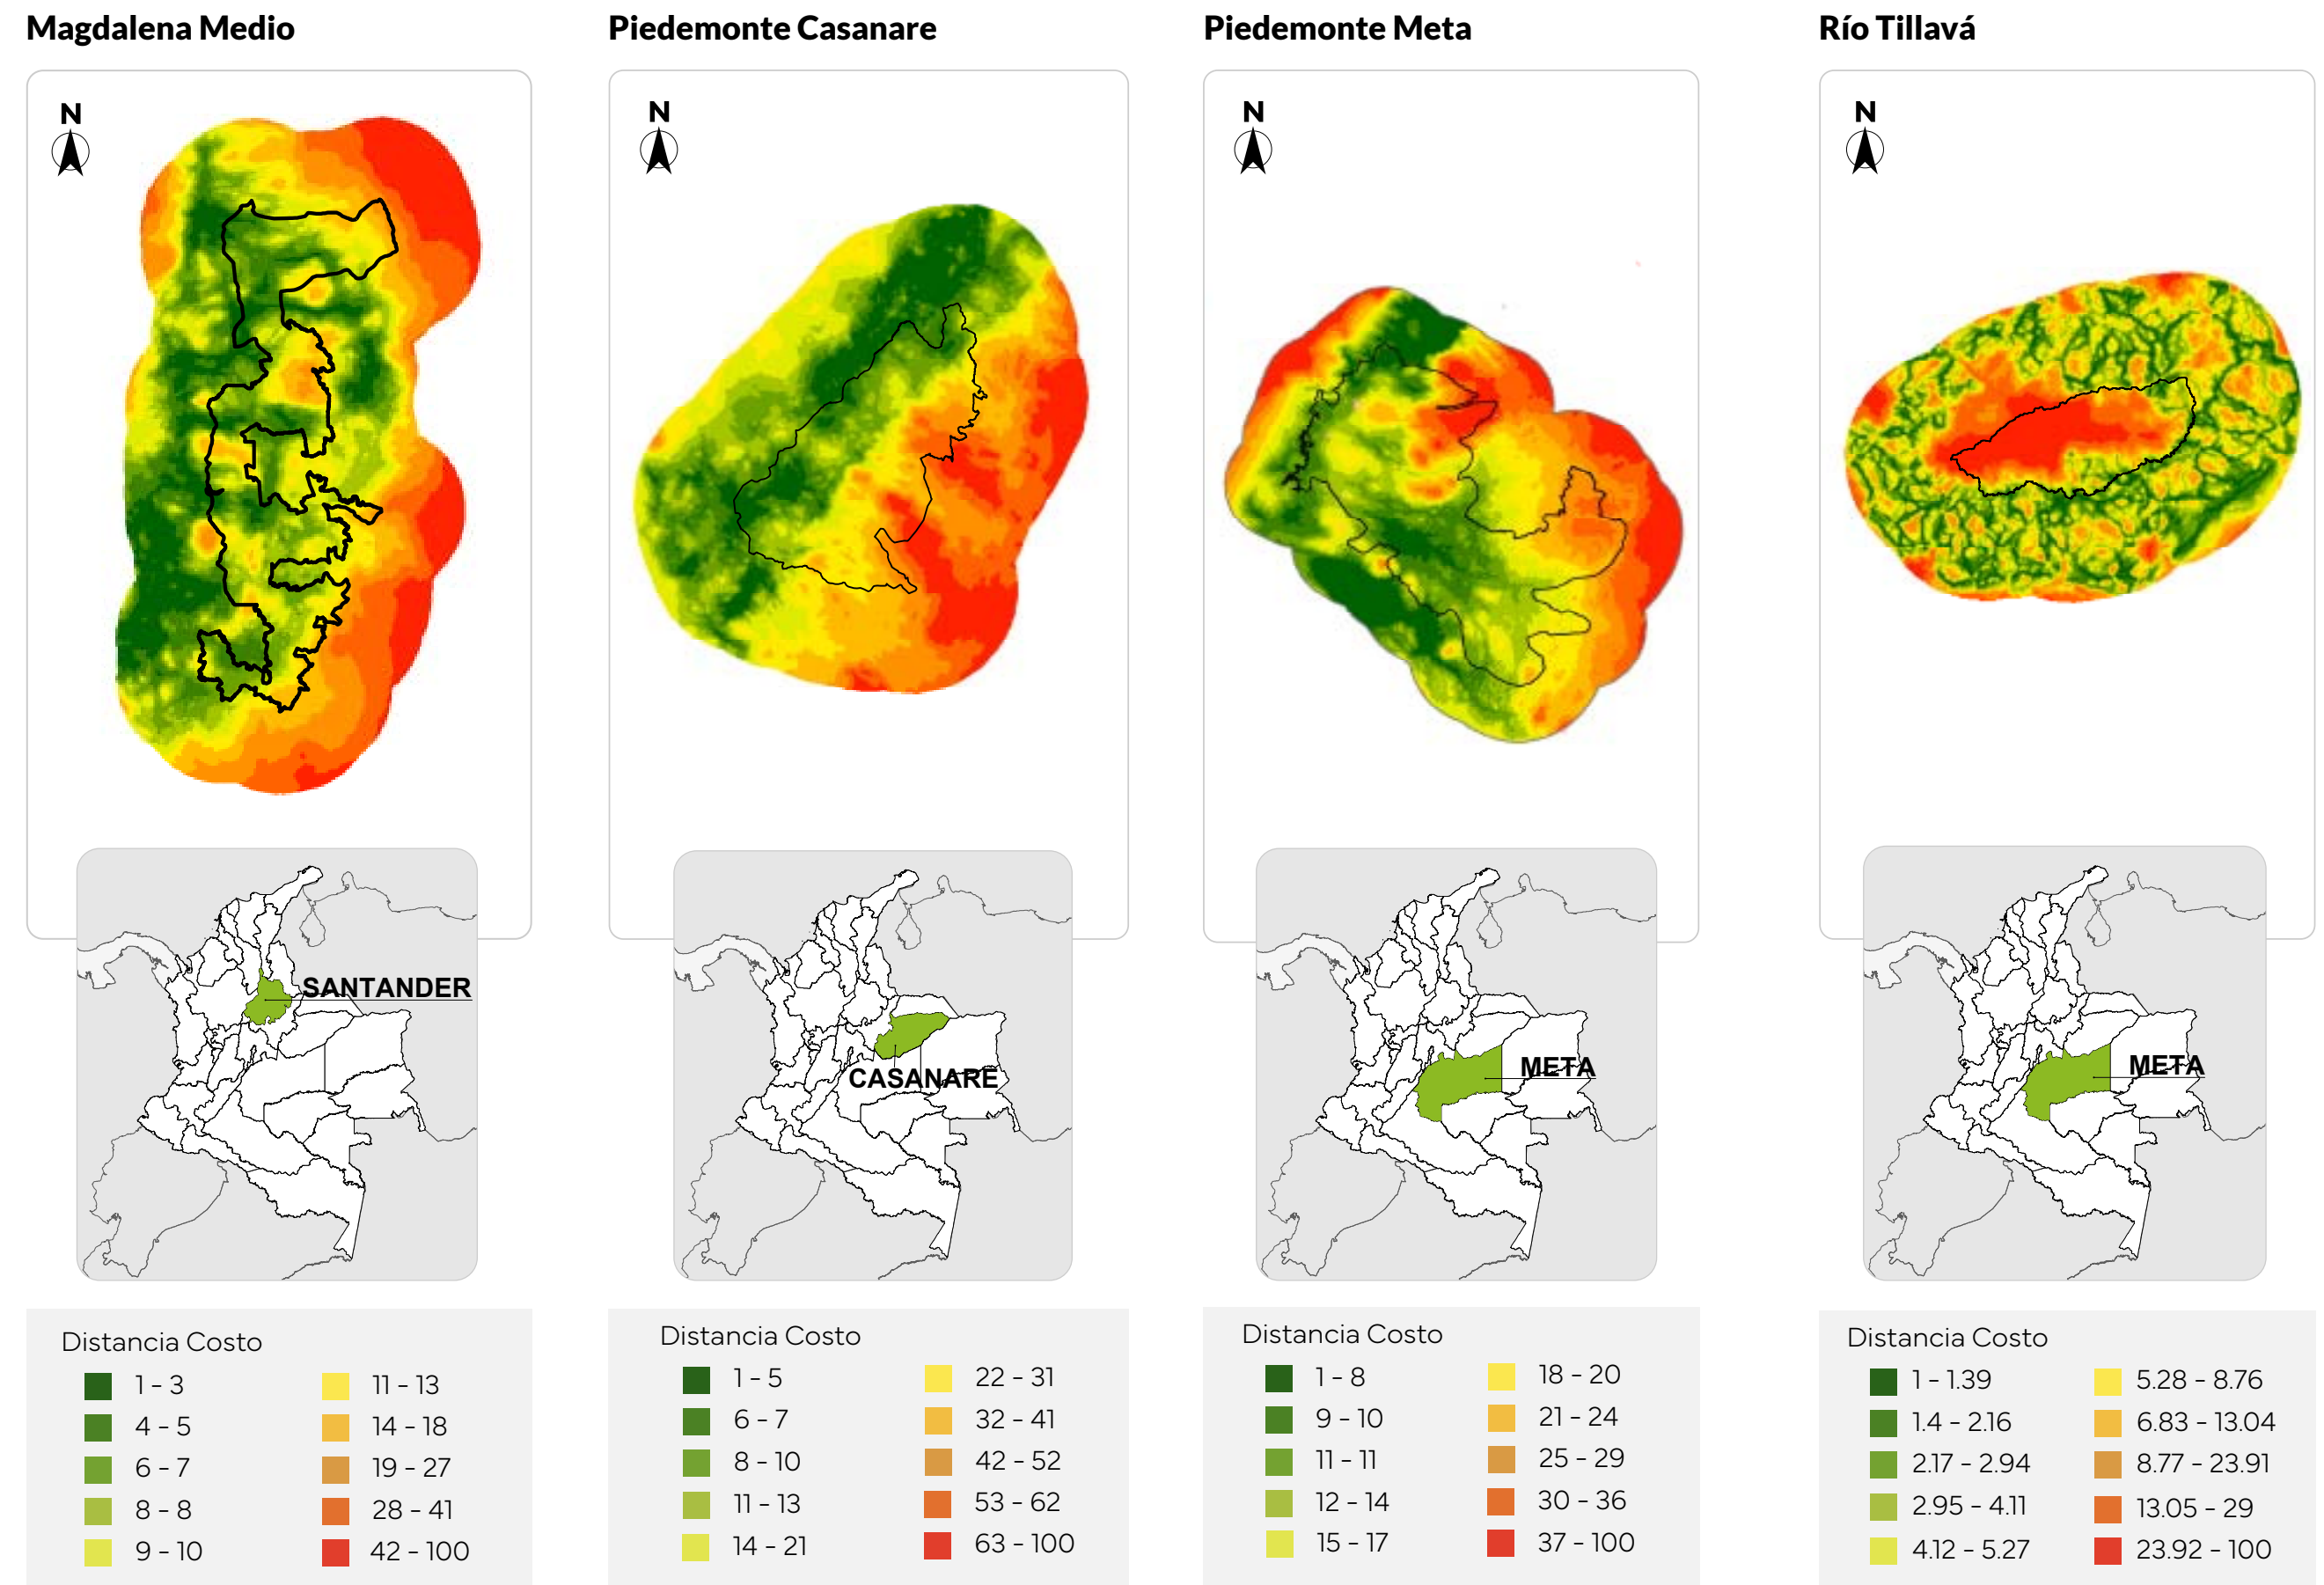 Magdalena Medio
N
SANTANDER
Distancia Costo
1 - 3
4 - 5
6 - 7
8 - 8
9 - 10
11 - 13
14 - 18
19 - 27
28 - 41
42 - 100
Piedemonte Casanare
N
CASANARE
Distancia Costo
1 - 5
6 - 7
8 - 10
11 - 13
14 - 21
22 - 31
32 - 41
42 - 52
53 - 62
63 - 100
Piedemonte Meta
N
META
Distancia Costo
1 - 8
9 - 10
11 - 11
12 - 14
15 - 17
18 - 20
21 - 24
25 - 29
30 - 36
37 - 100
Río Tillavá
N
META
Distancia Costo
1 - 1.39
1.4 - 2.16
2.17 - 2.94
2.95 - 4.11
4.12 - 5.27
5.28 - 8.76
6.83 - 13.04
8.77 - 23.91
13.05 - 29
23.92 - 100